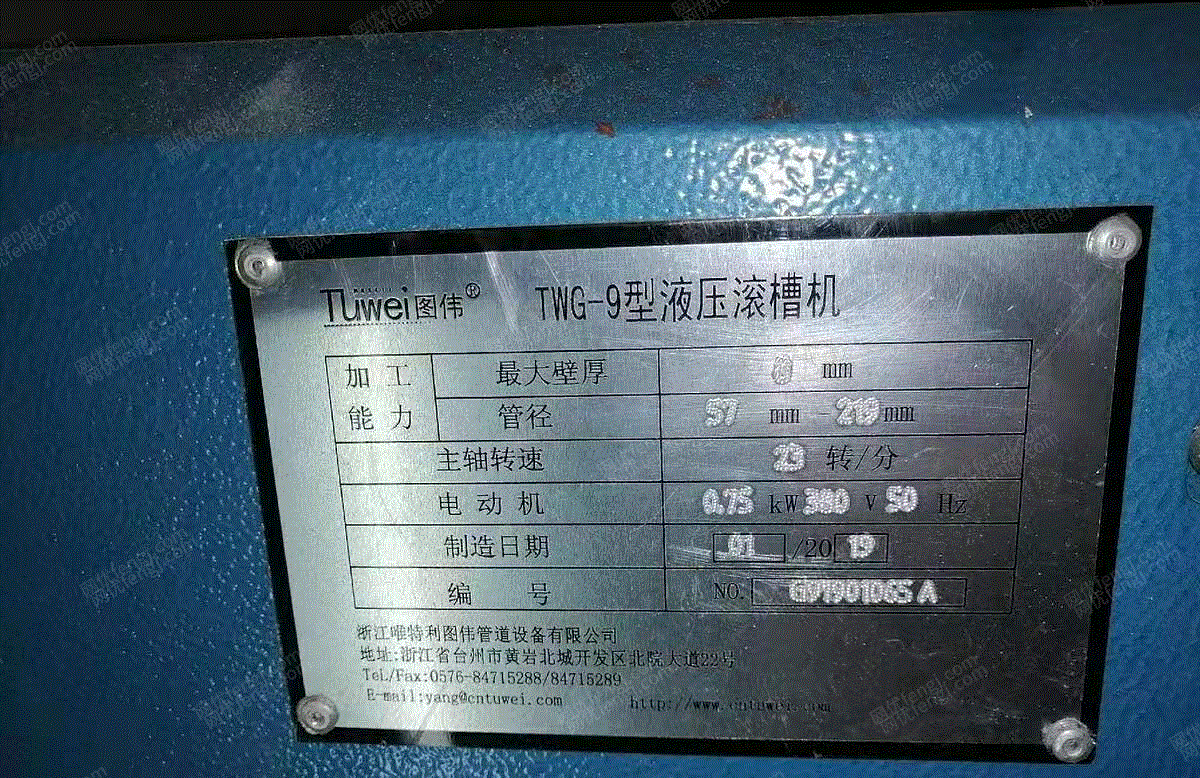 Tuwei图伟® TWG-9型液压滚槽机
加工能力 最大壁厚 mm
管径 57 mm -219mm
主轴转速 23 转/分
电动机 0.75 kW 380 V 50 Hz
制造日期 01 /20 19
编号 NO.
浙江唯特利图伟管道设备有限公司
地址:浙江省台州市黄岩北城开发区北院大道22号
TeL/Fax:0576-84715288/84715289
E-mail:yang@cntuwei.com http://www.cntuwei.com